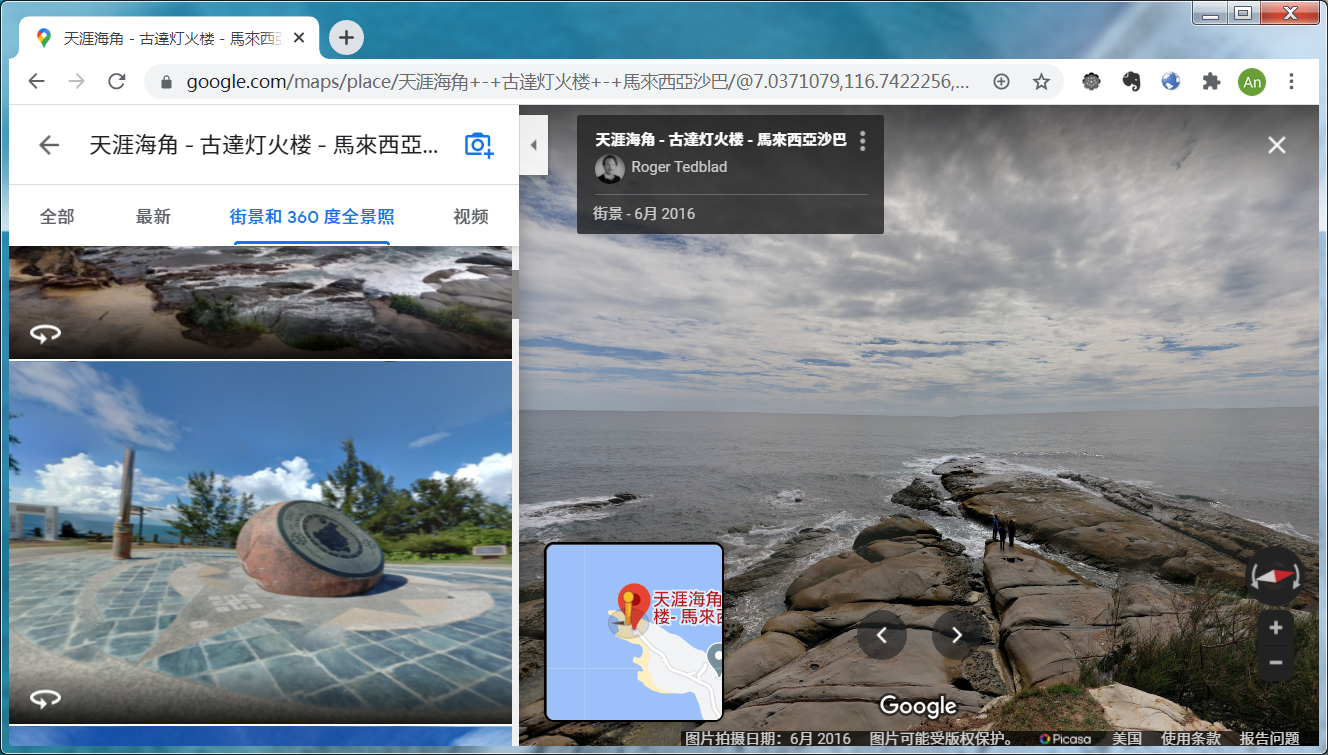 天涯海角 - 古達灯火楼 - 馬來西
google.com/maps/place/天涯海角+-+古達灯火楼+-+馬來西亞沙巴/@7.0371079,116.7422256,...
An
天涯海角 - 古達灯火楼 - 馬來西亞...
全部
最新
街景和 360 度全景照
视频
天涯海角 - 古達灯火楼 - 馬來西亞沙巴
Roger Tedblad
街景 - 6月 2016
天涯海角
楼- 馬來西
Google
图片拍摄日期：6月 2016 图片可能受版权保护。 Picasa 美国 使用条款 报告问题